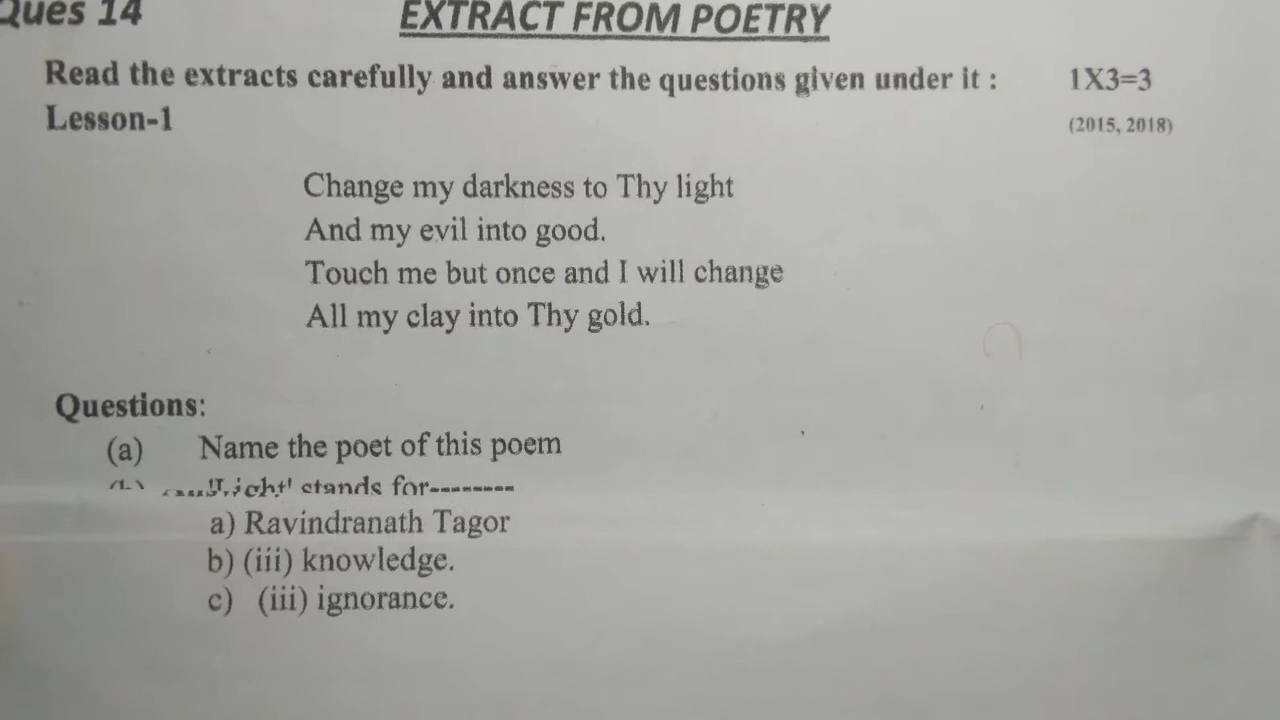 Ques 14
EXTRACT FROM POETRY
Read the extracts carefully and answer the questions given under it : 1X3=3
Lesson-1 (2015, 2018)
Change my darkness to Thy light
And my evil into good.
Touch me but once and I will change
All my clay into Thy gold.
Questions:
(a) Name the poet of this poem
stands for--------
a) Ravindranath Tagor
b) (iii) knowledge.
c) (iii) ignorance.